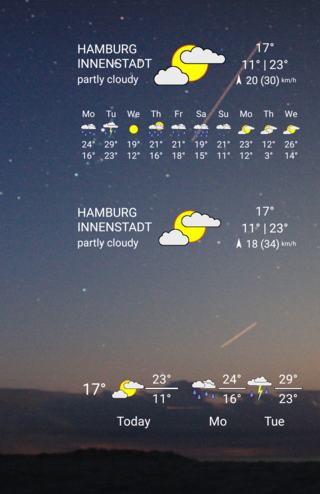 HAMBURG
INNENSTADT
partly cloudy
17°
11° | 23°
20 (30) km/h
Mo Tu We Th Fr Sa Su Mo Th We
24° 29° 19° 21° 21° 19° 21° 23° 12° 26°
16° 23° 12° 16° 18° 15° 11° 12° 3° 14°
HAMBURG
INNENSTADT
partly cloudy
17°
11° | 23°
18 (34) km/h
17° 23° 24° 29°
11° 16° 23°
Today Mo Tue